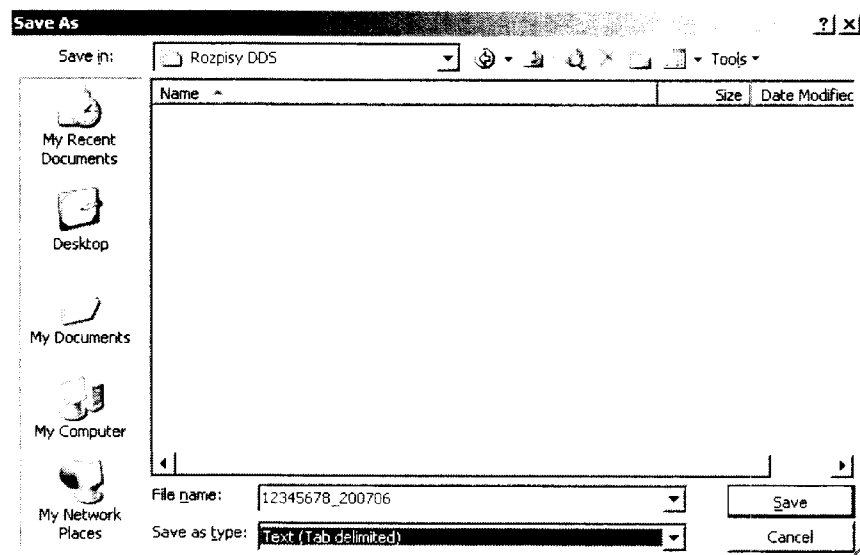 Save As
Save in: Rozpisy DDS Tools
Name Size Date Modified
My Recent
Documents
Desktop
My Documents
My Computer
My Network
Places
File name: 12345678_200706 Save
Save as type: Text (Tab delimited) Cancel